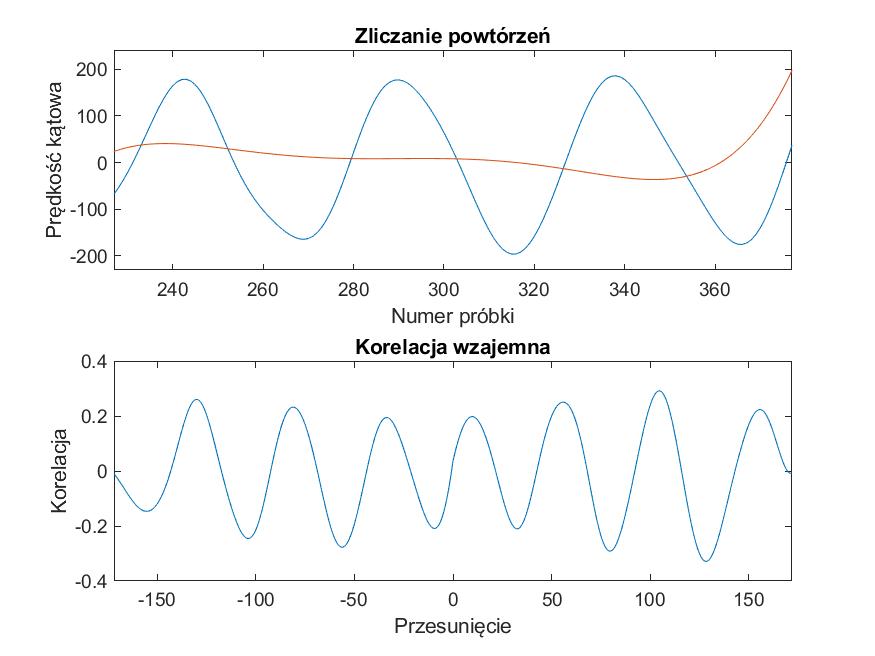 Zliczanie powtórzeń
200
100
0
-100
-200
Prędkość kątowa
240 260 280 300 320 340 360
Numer próbki
Korelacja wzajemna
0.4
0.2
0
-0.2
-0.4
Korelacja
-150 -100 -50 0 50 100 150
Przesunięcie